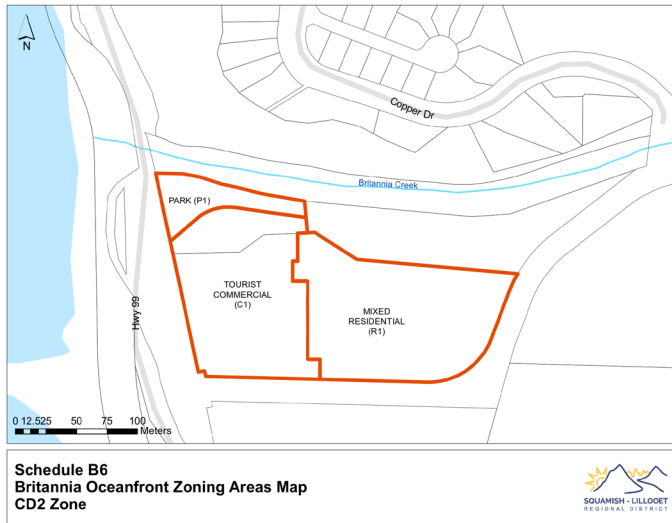 N
Copper Dr
Britannia Creek
PARK (P1)
TOURIST
COMMERCIAL
(C1)
MIXED
RESIDENTIAL
(R1)
Hwy 99
0 12.525 50 75 100
Meters
Schedule B6
Britannia Oceanfront Zoning Areas Map
CD2 Zone
SQUAMISH - LILLOOET
REGIONAL DISTRICT